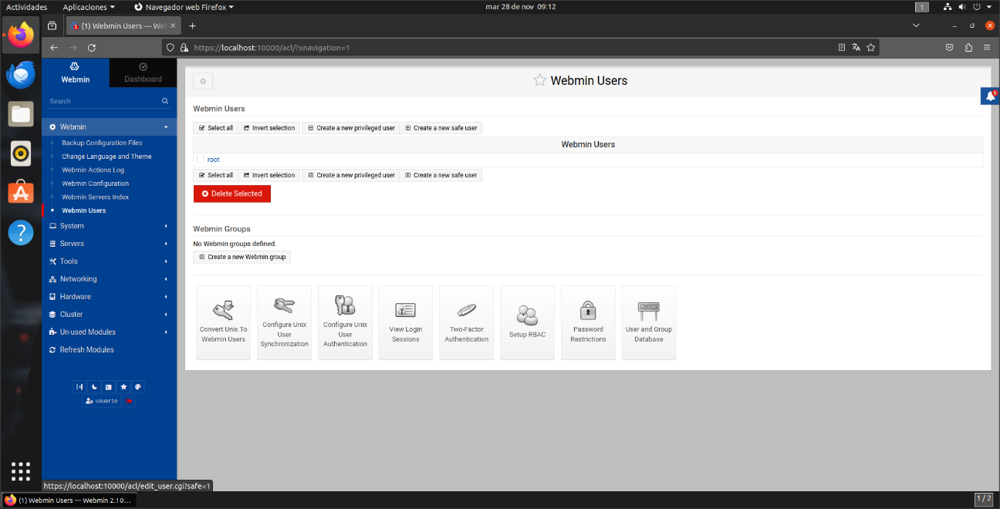 Actividades Aplicaciones Navegador web Firefox mar 28 de nov 09:12 1
(1) Webmin Users — Web
https://localhost:10000/acl/?xnavigation=1
Webmin
Dashboard
Search
Webmin
Backup Configuration Files
Change Language and Theme
Webmin Actions Log
Webmin Configuration
Webmin Servers Index
Webmin Users
System
Servers
Tools
Networking
Hardware
Cluster
Un-used Modules
Refresh Modules
usuario
Webmin Users
1
Webmin Users
Select all Invert selection Create a new privileged user Create a new safe user
Webmin Users
root
Select all Invert selection Create a new privileged user Create a new safe user
Delete Selected
Webmin Groups
No Webmin groups defined.
Create a new Webmin group
Convert Unix To
Webmin Users
Configure Unix
User
Synchronization
Configure Unix
User
Authentication
View Login
Sessions
Two-Factor
Authentication
Setup RBAC
Password
Restrictions
MySQL
User and Group
Database
https://localhost:10000/acl/edit_user.cgi?safe=1
(1) Webmin Users — Webmin 2.10...
1 / 2